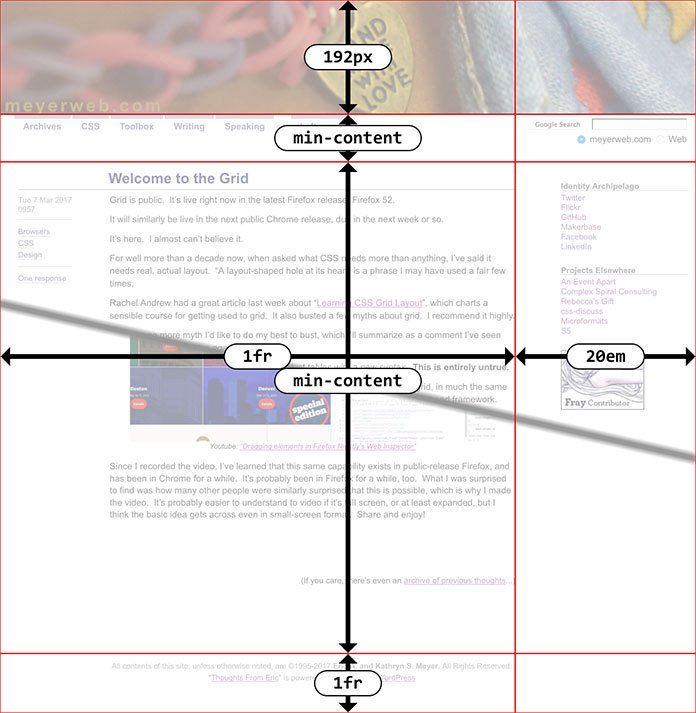 192px
AND
WITH
LOVE
meyerweb.com
Archives CSS Toolbox Writing Speaking
min-content
Google Search
meyerweb.com Web
Welcome to the Grid
Tue 7 Mar 2017
0957
Browsers
CSS
Design
One response
Grid is public. It's live right now in the latest Firefox release, Firefox 52.
It will similarly be live in the next public Chrome release, due in the next week or so.
It's here. I almost can't believe it.
For well more than a decade now, when asked what CSS needs more than anything, I've said it
needs real, actual layout. "A layout-shaped hole at its heart" is a phrase I may have used a fair few
times.
Rachel Andrew had a great article last week about "Learning CSS Grid Layout", which charts a
sensible course for getting used to grid. It also busted a few myths about grid. I recommend it highly.
more myth I'd like to do my best to bust, which I'll summarize as a comment I've seen
tables with a new syntax. This is entirely untrue.
1fr
min-content
grid, in much the same
framework.
Boston
Denver
special
edition
Youtube: "Dragging elements in Firefox Nightly's Web Inspector"
Since I recorded the video, I've learned that this same capability exists in public-release Firefox, and
has been in Chrome for a while. It's probably been in Firefox for a while, too. What I was surprised
to find was how many other people were similarly surprised that this is possible, which is why I made
the video. It's probably easier to understand to video if it's full screen, or at least expanded, but I
think the basic idea gets across even in small-screen format. Share and enjoy!
(If you care, there's even an archive of previous thoughts...)
Identity Archipelago
Twitter
Flickr
GitHub
Makerbase
Facebook
LinkedIn
Projects Elsewhere
An Event Apart
Complex Spiral Consulting
Rebecca's Gift
css-discuss
Microformats
S5
20em
Fray Contributor
All contents of this site, unless otherwise noted, are ©1995-2017 Eric A. and Kathryn S. Meyer. All Rights Reserved.
"Thoughts From Eric" is powered WordPress
1fr